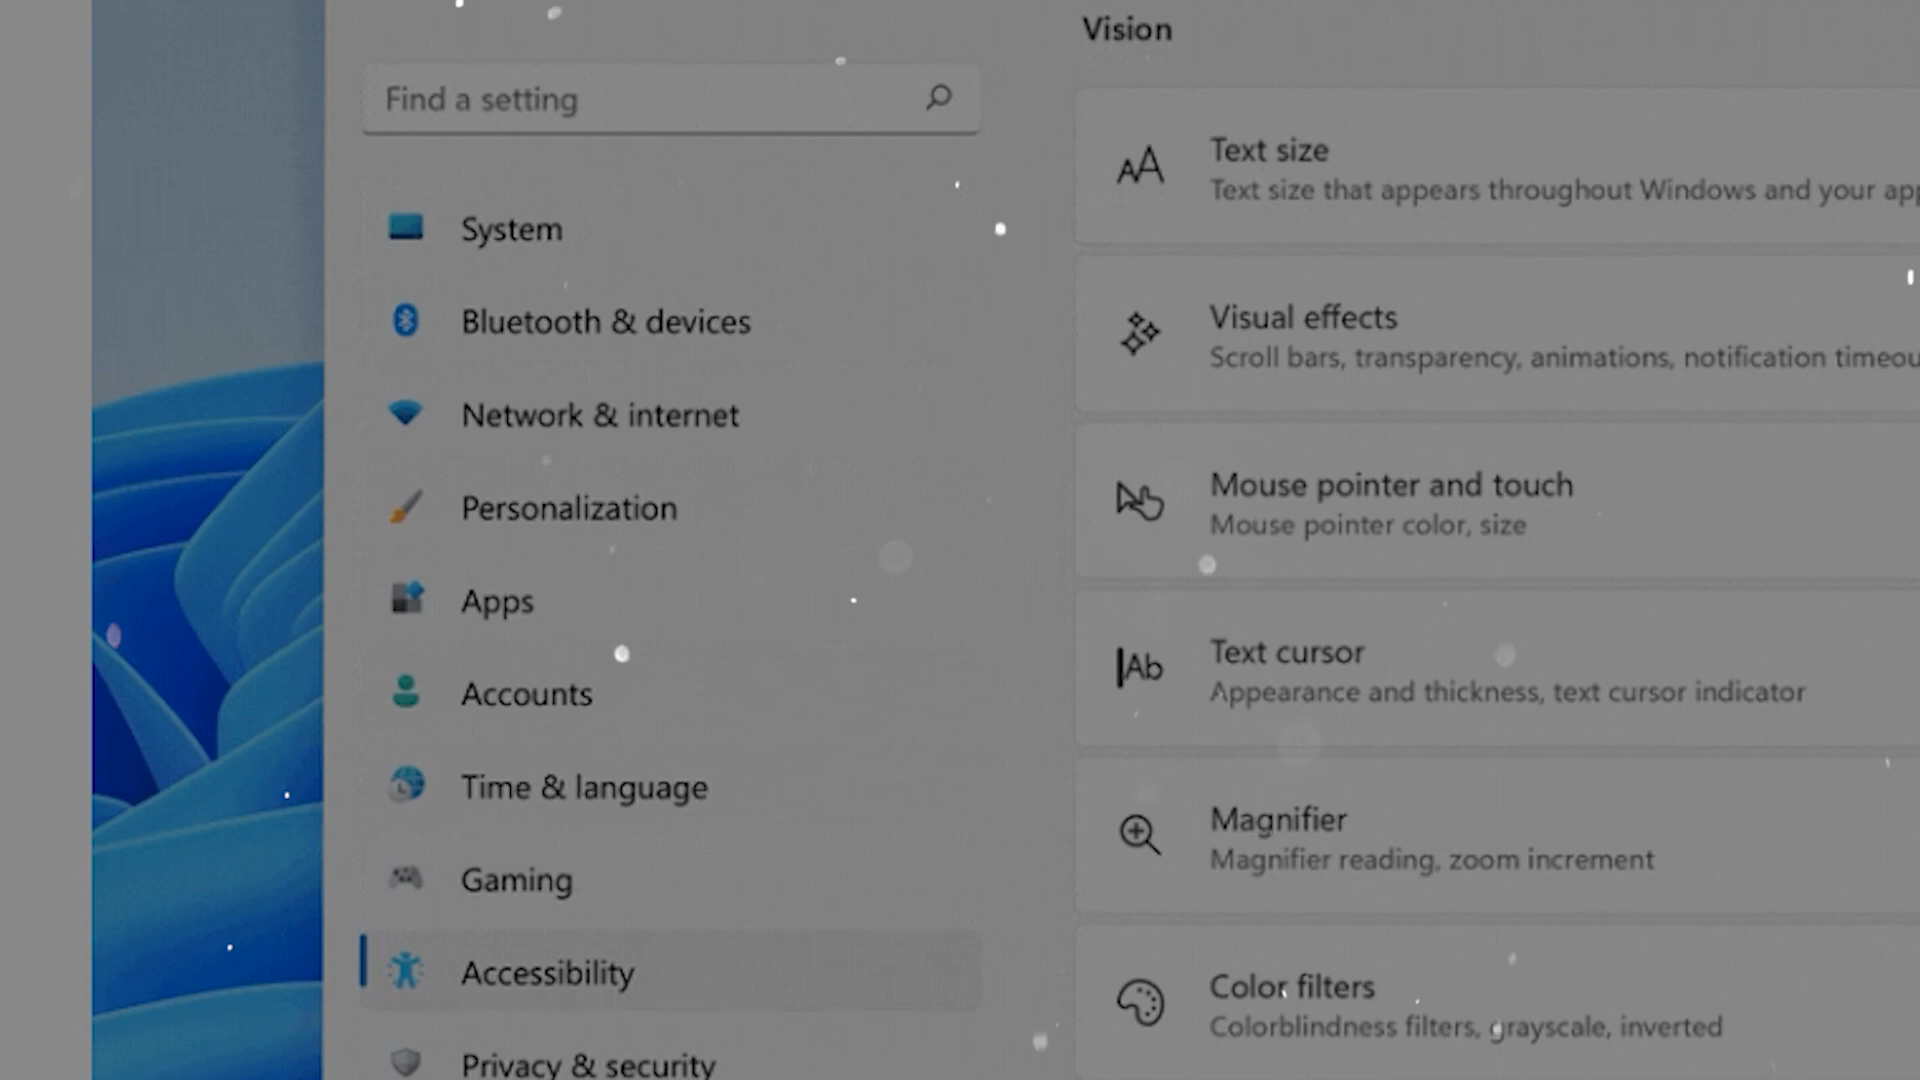 Find a setting
System
Bluetooth & devices
Network & internet
Personalization
Apps
Accounts
Time & language
Gaming
Accessibility
Privacy & security
Vision
Text size
Text size that appears throughout Windows and your
Visual effects
Scroll bars, transparency, animations, notification
Mouse pointer and touch
Mouse pointer color, size
Text cursor
Appearance and thickness, text cursor indicator
Magnifier
Magnifier reading, zoom increment
Color filters
Colorblindness filters, grayscale, inverted